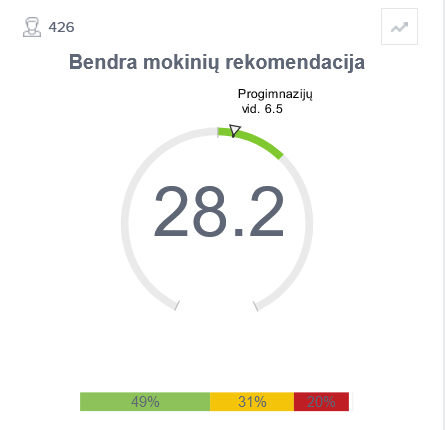 426
Bendra mokinių rekomendacija
Progimnazijų
vid. 6.5
28.2
49% 31% 20%